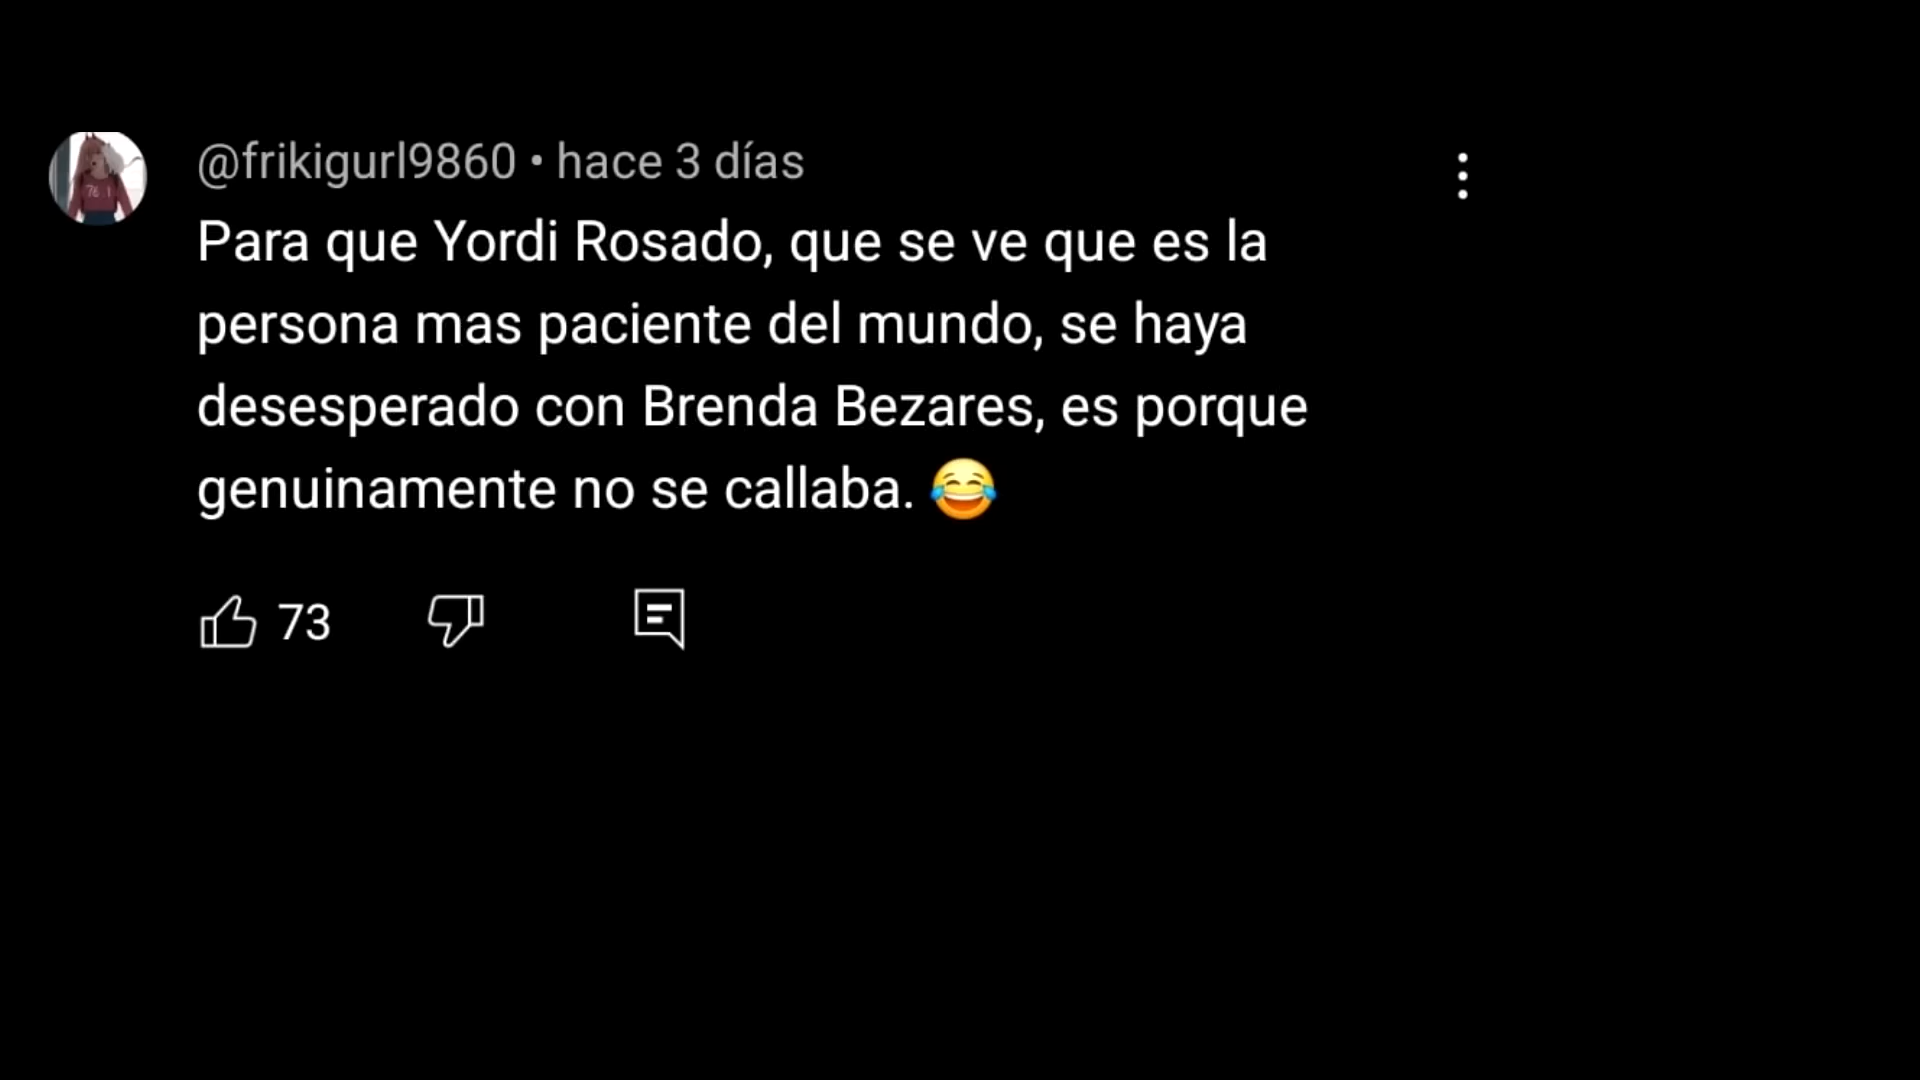 @frikigurl9860 • hace 3 días
Para que Yordi Rosado, que se ve que es la
persona mas paciente del mundo, se haya
desesperado con Brenda Bezares, es porque
genuinamente no se callaba. 😂
73